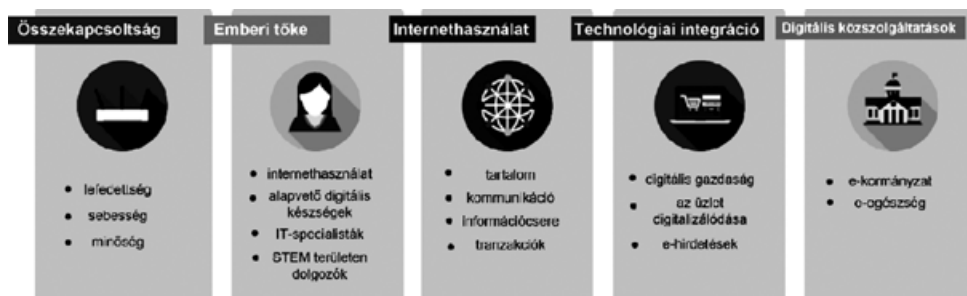 Összekapcsoltság
lefedettség
sebesség
minőség
Emberi tőke
internethasználat
alapvető digitális
készségek
IT-specialisták
STEM területen
dolgozók
Internethasználat
tartalom
kommunikáció
információcsere
tranzakciók
Technológiai integráció
digitális gazdaság
az üzlet
digitalizálódása
e-hirdetések
Digitális közszolgáltatások
e-kormányzat
e-egészség